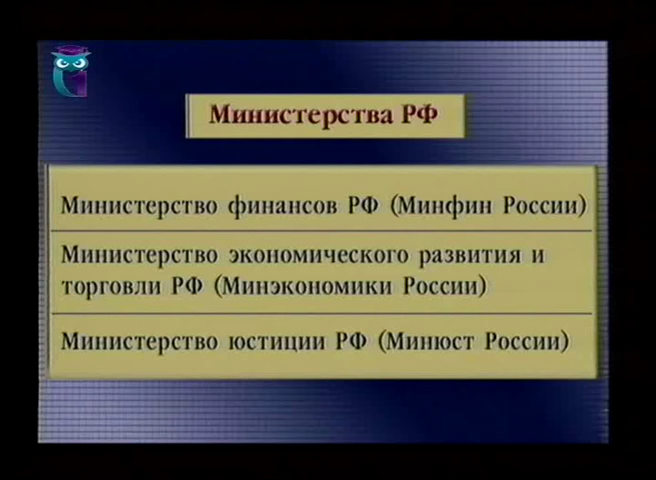 Министерства РФ
Министерство финансов РФ (Минфин России)
Министерство экономического развития и
торговли РФ (Минэкономики России)
Министерство юстиции РФ (Минюст России)